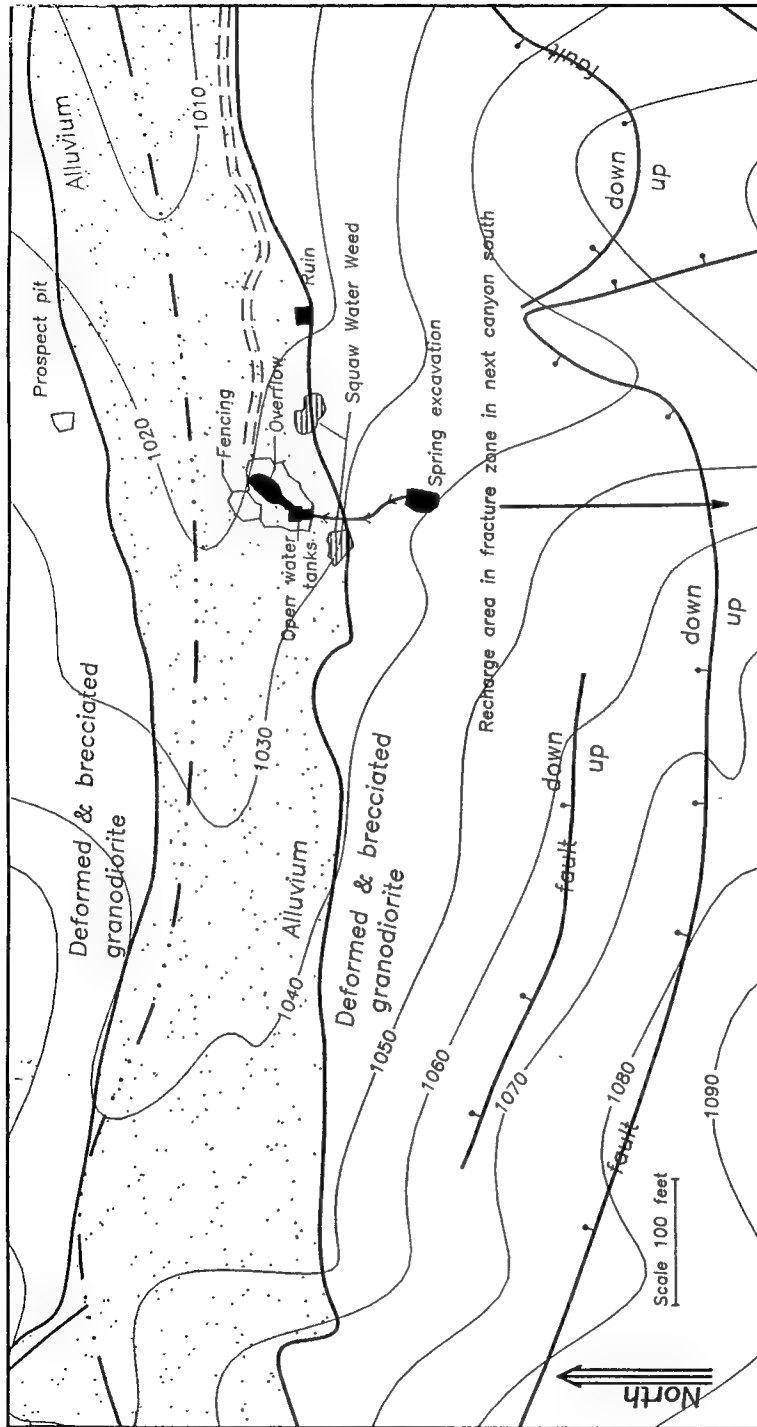 Prospect pit
Alluvium
1010
1020
Fencing
Overflow
Ruin
Squaw Water Weed
Open water
tanks
Spring excavation
Deformed & brecciated
granodiorite
1030
Alluvium
1040
Deformed & brecciated
granodiorite
1050
1060
1070
1080
1090
Recharge area in fracture zone in next canyon south
fault
down
up
down
up
fault
down
up
fault
Scale 100 feet
North